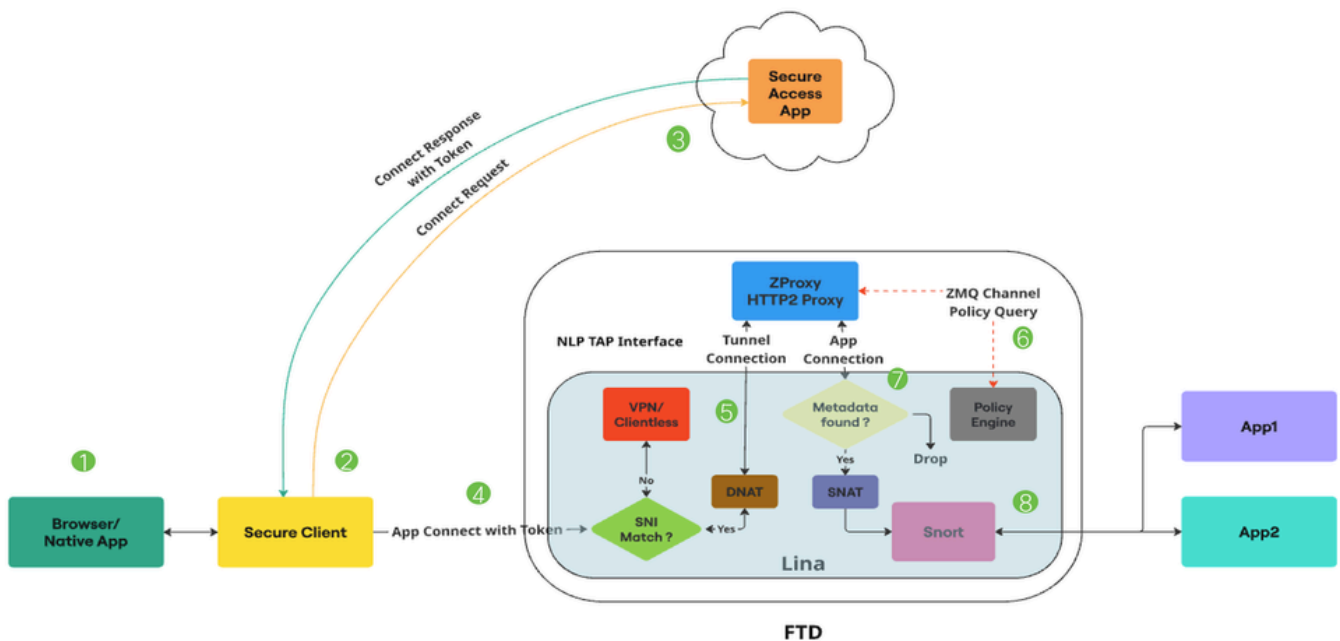 Secure
Access
App
3
Connect Response
with Token
Connect Request
ZProxy
HTTP2 Proxy
ZMQ Channel
Policy Query
6
NLP TAP Interface
Tunnel
Connection
App
Connection
7
VPN/
Clientless
5
Metadata
found ?
Policy
Engine
App1
1
2
4
No
Yes
Drop
DNAT
SNAT
8
Browser/
Native App
Secure Client
App Connect with Token
SNI
Match ?
Yes
Snort
App2
Lina
FTD